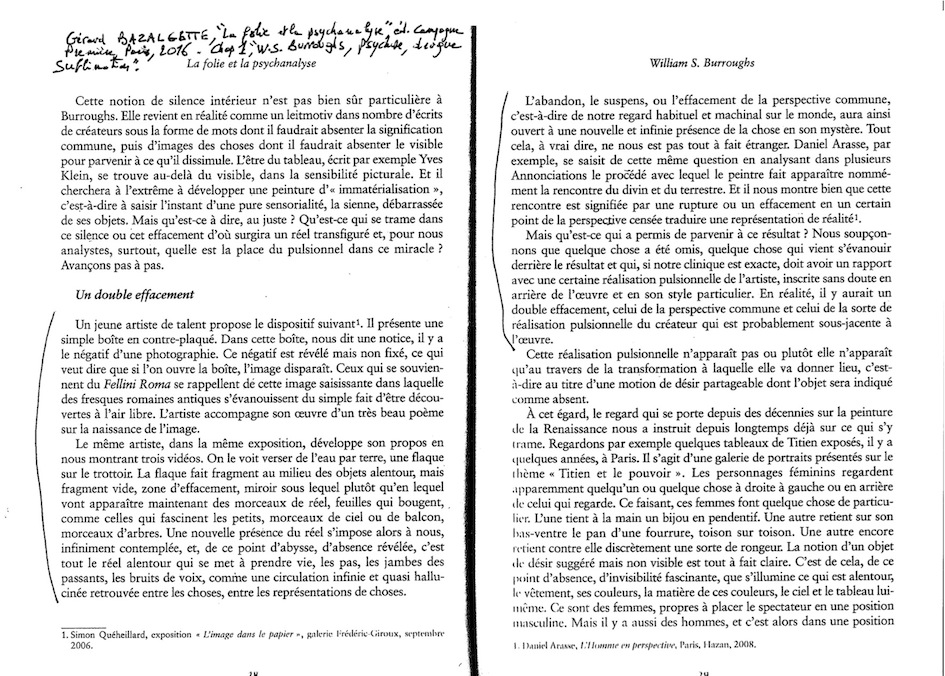 Gérard BAZALGETTE, "La folie et la psychanalyse", éd. Campagne
Première, Paris, 2016 - Chap 1; W.S. Burroughs, psychose, drogue
Sublimation".
La folie et la psychanalyse
Cette notion de silence intérieur n'est pas bien sûr particulière à
Burroughs. Elle revient en réalité comme un leitmotiv dans nombre d'écrits
de créateurs sous la forme de mots dont il faudrait absenter la signification
commune, puis d'images des choses dont il faudrait absenter le visible
pour parvenir à ce qu'il dissimule. L'être du tableau, écrit par exemple Yves
Klein, se trouve au-delà du visible, dans la sensibilité picturale. Et il
cherchera à l'extrême à développer une peinture d'« immatérialisation »,
c'est-à-dire à saisir l'instant d'une pure sensorialité, la sienne, débarrassée
de ses objets. Mais qu'est-ce à dire, au juste ? Qu'est-ce qui se trame dans
ce silence ou cet effacement d'où surgira un réel transfiguré et, pour nous
analystes, surtout, quelle est la place du pulsionnel dans ce miracle ?
Avançons pas à pas.
Un double effacement
Un jeune artiste de talent propose le dispositif suivant¹. Il présente une
simple boîte en contre-plaqué. Dans cette boîte, nous dit une notice, il y a
le négatif d'une photographie. Ce négatif est révélé mais non fixé, ce qui
veut dire que si l'on ouvre la boîte, l'image disparaît. Ceux qui se souvien-
nent du Fellini Roma se rappellent de cette image saisissante dans laquelle
des fresques romaines antiques s'évanouissent du simple fait d'être décou-
vertes à l'air libre. L'artiste accompagne son œuvre d'un très beau poème
sur la naissance de l'image.
Le même artiste, dans la même exposition, développe son propos en
nous montrant trois vidéos. On le voit verser de l'eau par terre, une flaque
sur le trottoir. La flaque fait fragment au milieu des objets alentour, mais
fragment vide, zone d'effacement, miroir sous lequel plutôt qu'en lequel
vont apparaître maintenant des morceaux de réel, feuilles qui bougent,
comme celles qui fascinent les petits, morceaux de ciel ou de balcon,
morceaux d'arbres. Une nouvelle présence du réel s'impose alors à nous,
infiniment contemplée, et, de ce point d'abysse, d'absence révélée, c'est
tout le réel alentour qui se met à prendre vie, les pas, les jambes des
passants, les bruits de voix, comme une circulation infinie et quasi hallu-
cinée retrouvée entre les choses, entre les représentations de choses.
1. Simon Quéheillard, exposition « L'image dans le papier », galerie Frédéric-Giroux, septembre
2006.
William S. Burroughs
L'abandon, le suspens, ou l'effacement de la perspective commune,
c'est-à-dire de notre regard habituel et machinal sur le monde, aura ainsi
ouvert à une nouvelle et infinie présence de la chose en son mystère. Tout
cela, à vrai dire, ne nous est pas tout à fait étranger. Daniel Arasse, par
exemple, se saisit de cette même question en analysant dans plusieurs
Annonciations le procédé avec lequel le peintre fait apparaître nommé-
ment la rencontre du divin et du terrestre. Et il nous montre bien que cette
rencontre est signifiée par une rupture ou un effacement en un certain
point de la perspective censée traduire une représentation de réalité¹.
Mais qu'est-ce qui a permis de parvenir à ce résultat ? Nous soupçon-
nons que quelque chose a été omis, quelque chose qui vient s'évanouir
derrière le résultat et qui, si notre clinique est exacte, doit avoir un rapport
avec une certaine réalisation pulsionnelle de l'artiste, inscrite sans doute en
arrière de l'œuvre et en son style particulier. En réalité, il y aurait un
double effacement, celui de la perspective commune et celui de la sorte de
réalisation pulsionnelle du créateur qui est probablement sous-jacente à
l'œuvre.
Cette réalisation pulsionnelle n'apparaît pas ou plutôt elle n'apparaît
qu'au travers de la transformation à laquelle elle va donner lieu, c'est-
à-dire au titre d'une motion de désir partageable dont l'objet sera indiqué
comme absent.
À cet égard, le regard qui se porte depuis des décennies sur la peinture
de la Renaissance nous a instruit depuis longtemps déjà sur ce qui s'y
trame. Regardons par exemple quelques tableaux de Titien exposés, il y a
quelques années, à Paris. Il s'agit d'une galerie de portraits présentés sur le
thème « Titien et le pouvoir ». Les personnages féminins regardent
apparemment quelqu'un ou quelque chose à droite à gauche ou en arrière
de celui qui regarde. Ce faisant, ces femmes font quelque chose de particu-
lier. L'une tient à la main un bijou en pendentif. Une autre retient sur son
bas-ventre le pan d'une fourrure, toison sur toison. Une autre encore
retient contre elle discrètement une sorte de rongeur. La notion d'un objet
de désir suggéré mais non visible est tout à fait claire. C'est de cela, de ce
point d'absence, d'invisibilité fascinante, que s'illumine ce qui est alentour,
le vêtement, ses couleurs, la matière de ces couleurs, le ciel et le tableau lui-
même. Ce sont des femmes, propres à placer le spectateur en une position
masculine. Mais il y a aussi des hommes, et c'est alors dans une position
1. Daniel Arasse, L'Homme en perspective, Paris, Hazan, 2008.